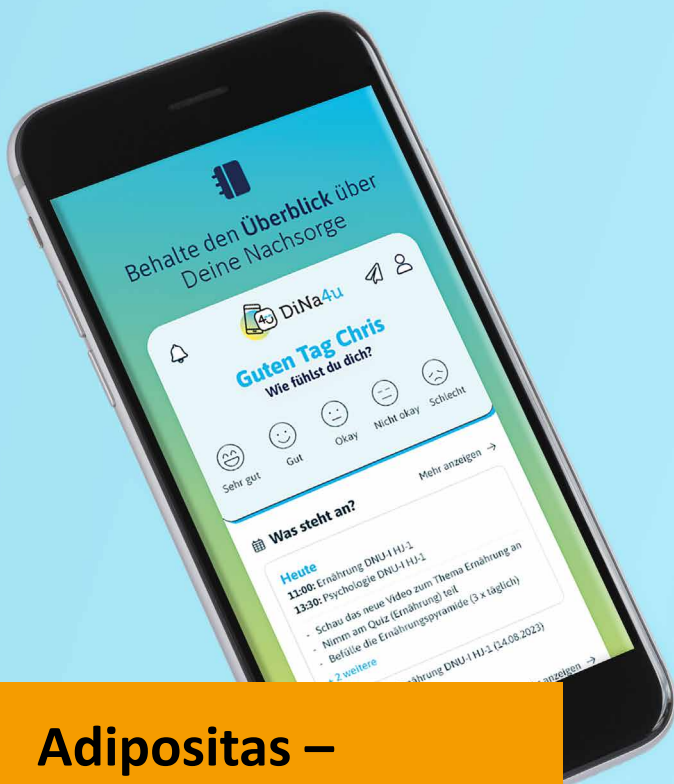 Behalte den Überblick über
Deine Nachsorge
4u DiNa4u
Guten Tag Chris
Wie fühlst du dich?
Sehr gut
Gut
Okay
Nicht okay
Schlecht
Was steht an?
Mehr anzeigen →
Heute
11:00: Ernährung DNU-I HJ-1
13:30: Psychologie DNU-I HJ-1
- Schau das neue Video zum Thema Ernährung an
- Nimm am Quiz (Ernährung) teil
- Befülle die Ernährungspyramide (3 x täglich)
+ 2 weitere
DNU-I HJ-1 (14.08.2023)
anzeigen →
Adipositas –